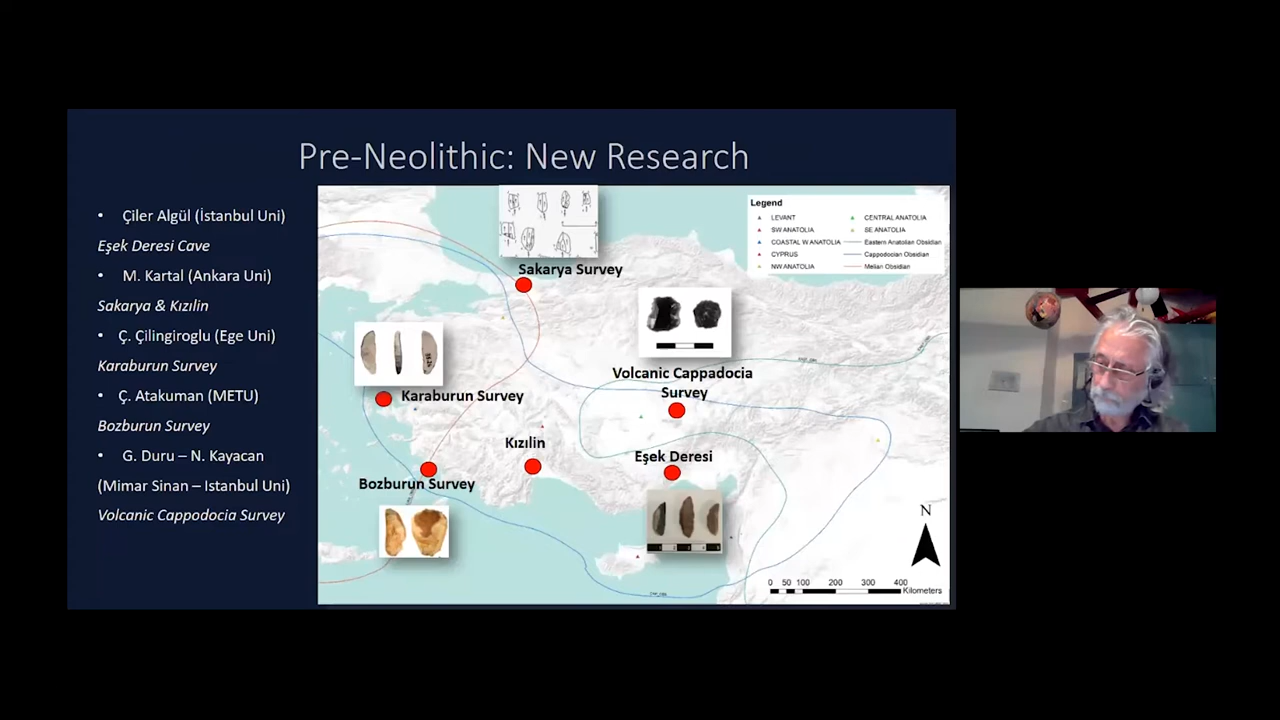 Pre-Neolithic: New Research
• Çiler Algül (İstanbul Uni)
Eşek Deresi Cave
• M. Kartal (Ankara Uni)
Sakarya & Kızılin
• Ç. Çilingiroglu (Ege Uni)
Karaburun Survey
• Ç. Atakuman (METU)
Bozburun Survey
• G. Duru – N. Kayacan
(Mimar Sinan – Istanbul Uni)
Volcanic Cappodocia Survey
Legend
LEVANT
SW ANATOLIA
COASTAL W ANATOLIA
CYPRUS
NW ANATOLIA
CENTRAL ANATOLIA
SE ANATOLIA
Eastern Anatolian Obsidian
Cappodocian Obsidian
Melian Obsidian
Sakarya Survey
Volcanic Cappadocia
Survey
Karaburun Survey
Kızılin
Eşek Deresi
Bozburun Survey
N
0 50 100 200 300 400
Kilometers